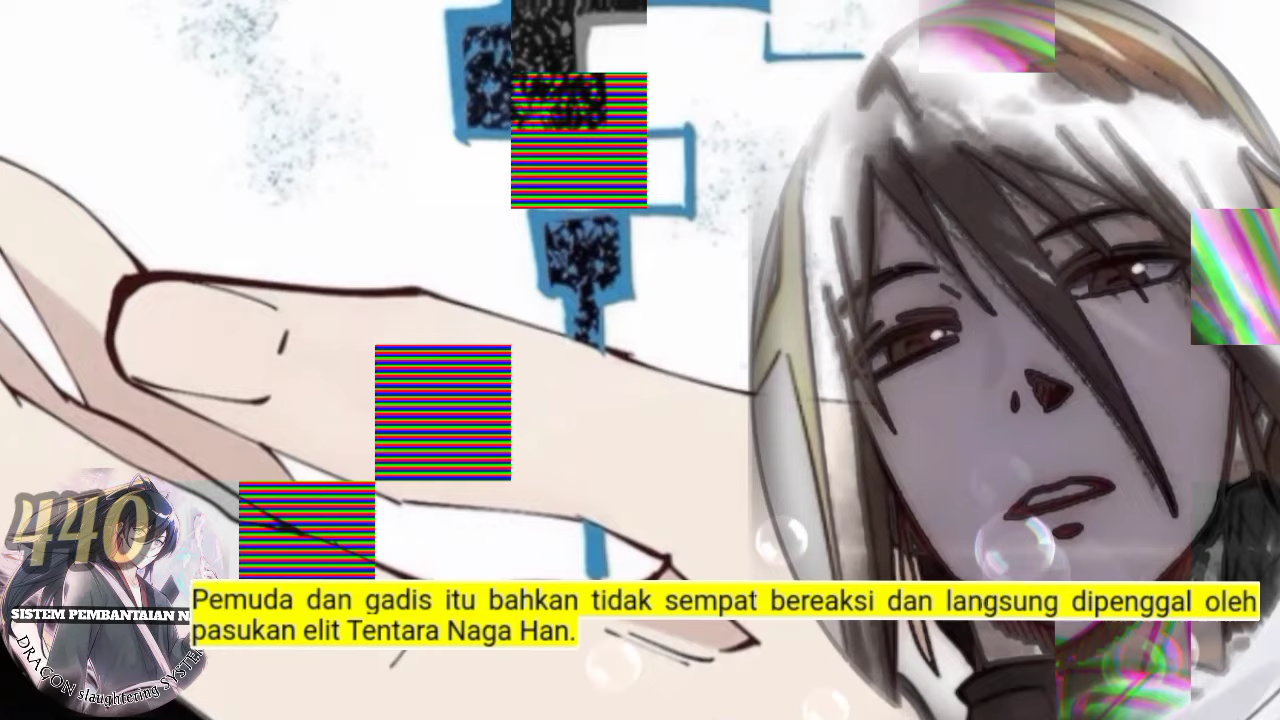 440
SISTEM PEMBANTAIAN N
DRAGON slaughtering SYSTEM
Pemuda dan gadis itu bahkan tidak sempat bereaksi dan langsung dipenggal oleh
pasukan elit Tentara Naga Han.